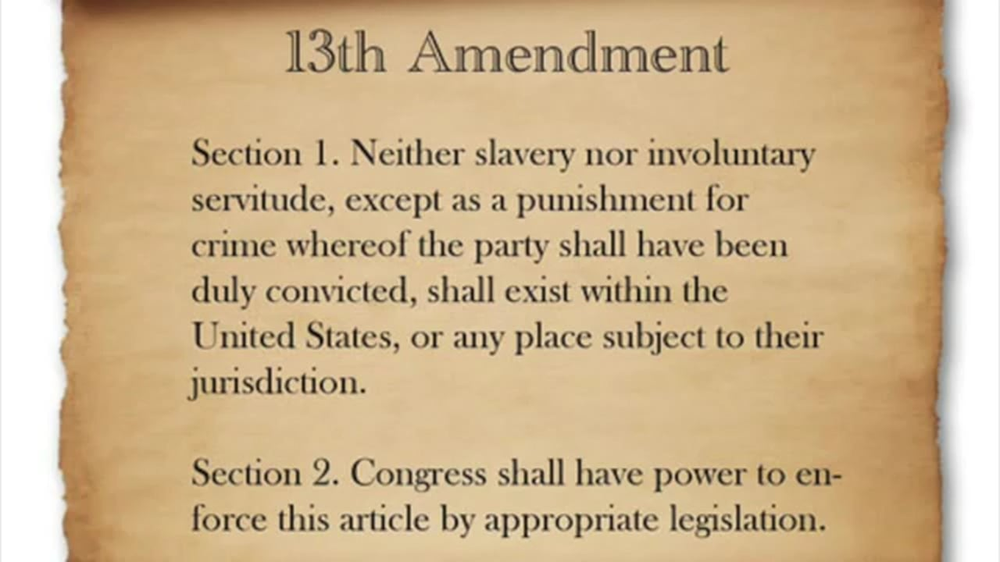 13th Amendment
Section 1. Neither slavery nor involuntary
servitude, except as a punishment for
crime whereof the party shall have been
duly convicted, shall exist within the
United States, or any place subject to their
jurisdiction.
Section 2. Congress shall have power to en-
force this article by appropriate legislation.